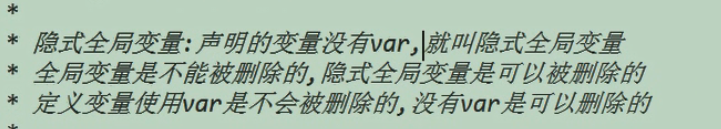 *
* 隐式全局变量:声明的变量没有var,就叫隐式全局变量
* 全局变量是不能被删除的,隐式全局变量是可以被删除的
* 定义变量使用var是不会被删除的,没有var是可以删除的
*